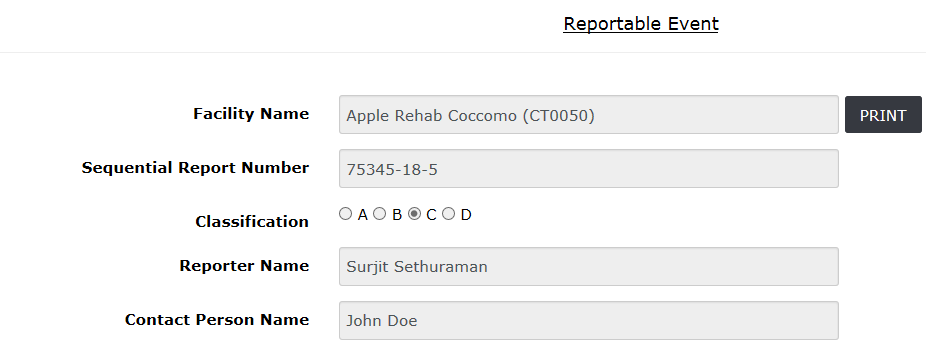 Reportable Event
Facility Name Apple Rehab Coccomo (CT0050) PRINT
Sequential Report Number 75345-18-5
Classification A B C D
Reporter Name Surjit Sethuraman
Contact Person Name John Doe